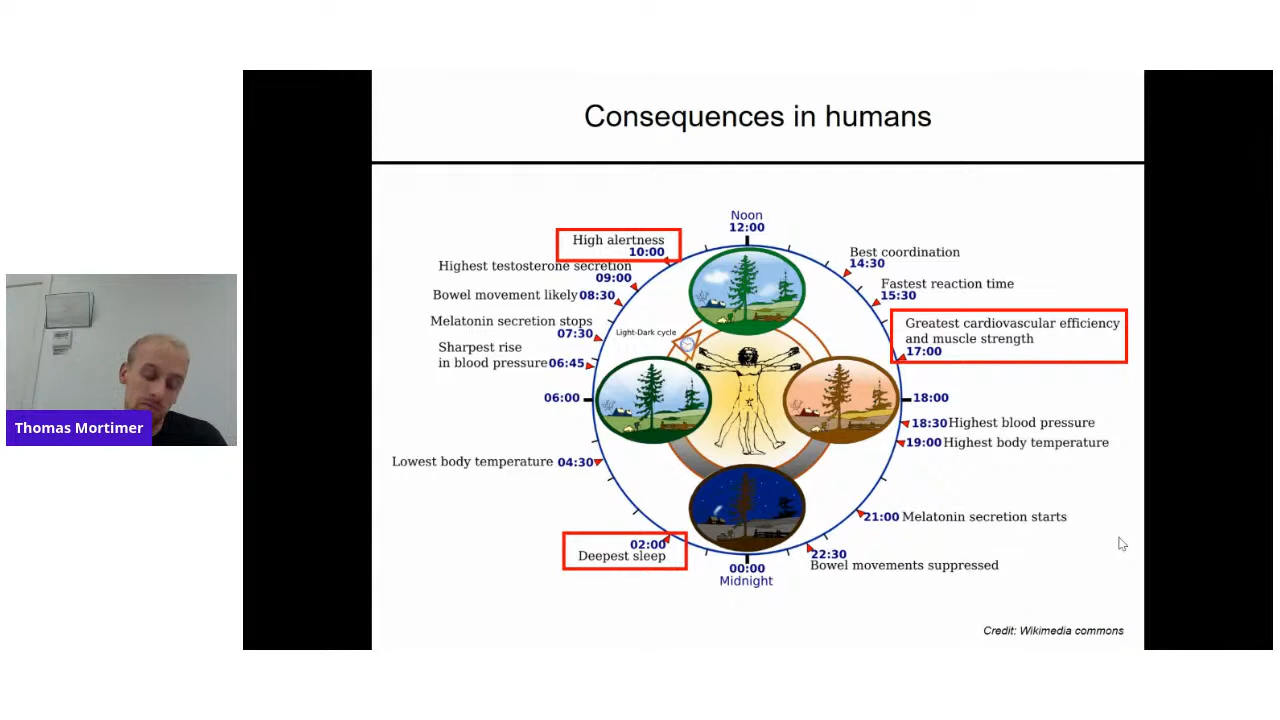 Consequences in humans
Noon
12:00
High alertness
10:00
Highest testosterone secretion
09:00
Bowel movement likely 08:30
Melatonin secretion stops
07:30
Sharpest rise
in blood pressure 06:45
06:00
Lowest body temperature 04:30
02:00
Deepest sleep
Light-Dark cycle
Best coordination
14:30
Fastest reaction time
15:30
Greatest cardiovascular efficiency
and muscle strength
17:00
18:00
18:30 Highest blood pressure
19:00 Highest body temperature
21:00 Melatonin secretion starts
22:30
Bowel movements suppressed
00:00
Midnight
Credit: Wikimedia commons
Thomas Mortimer